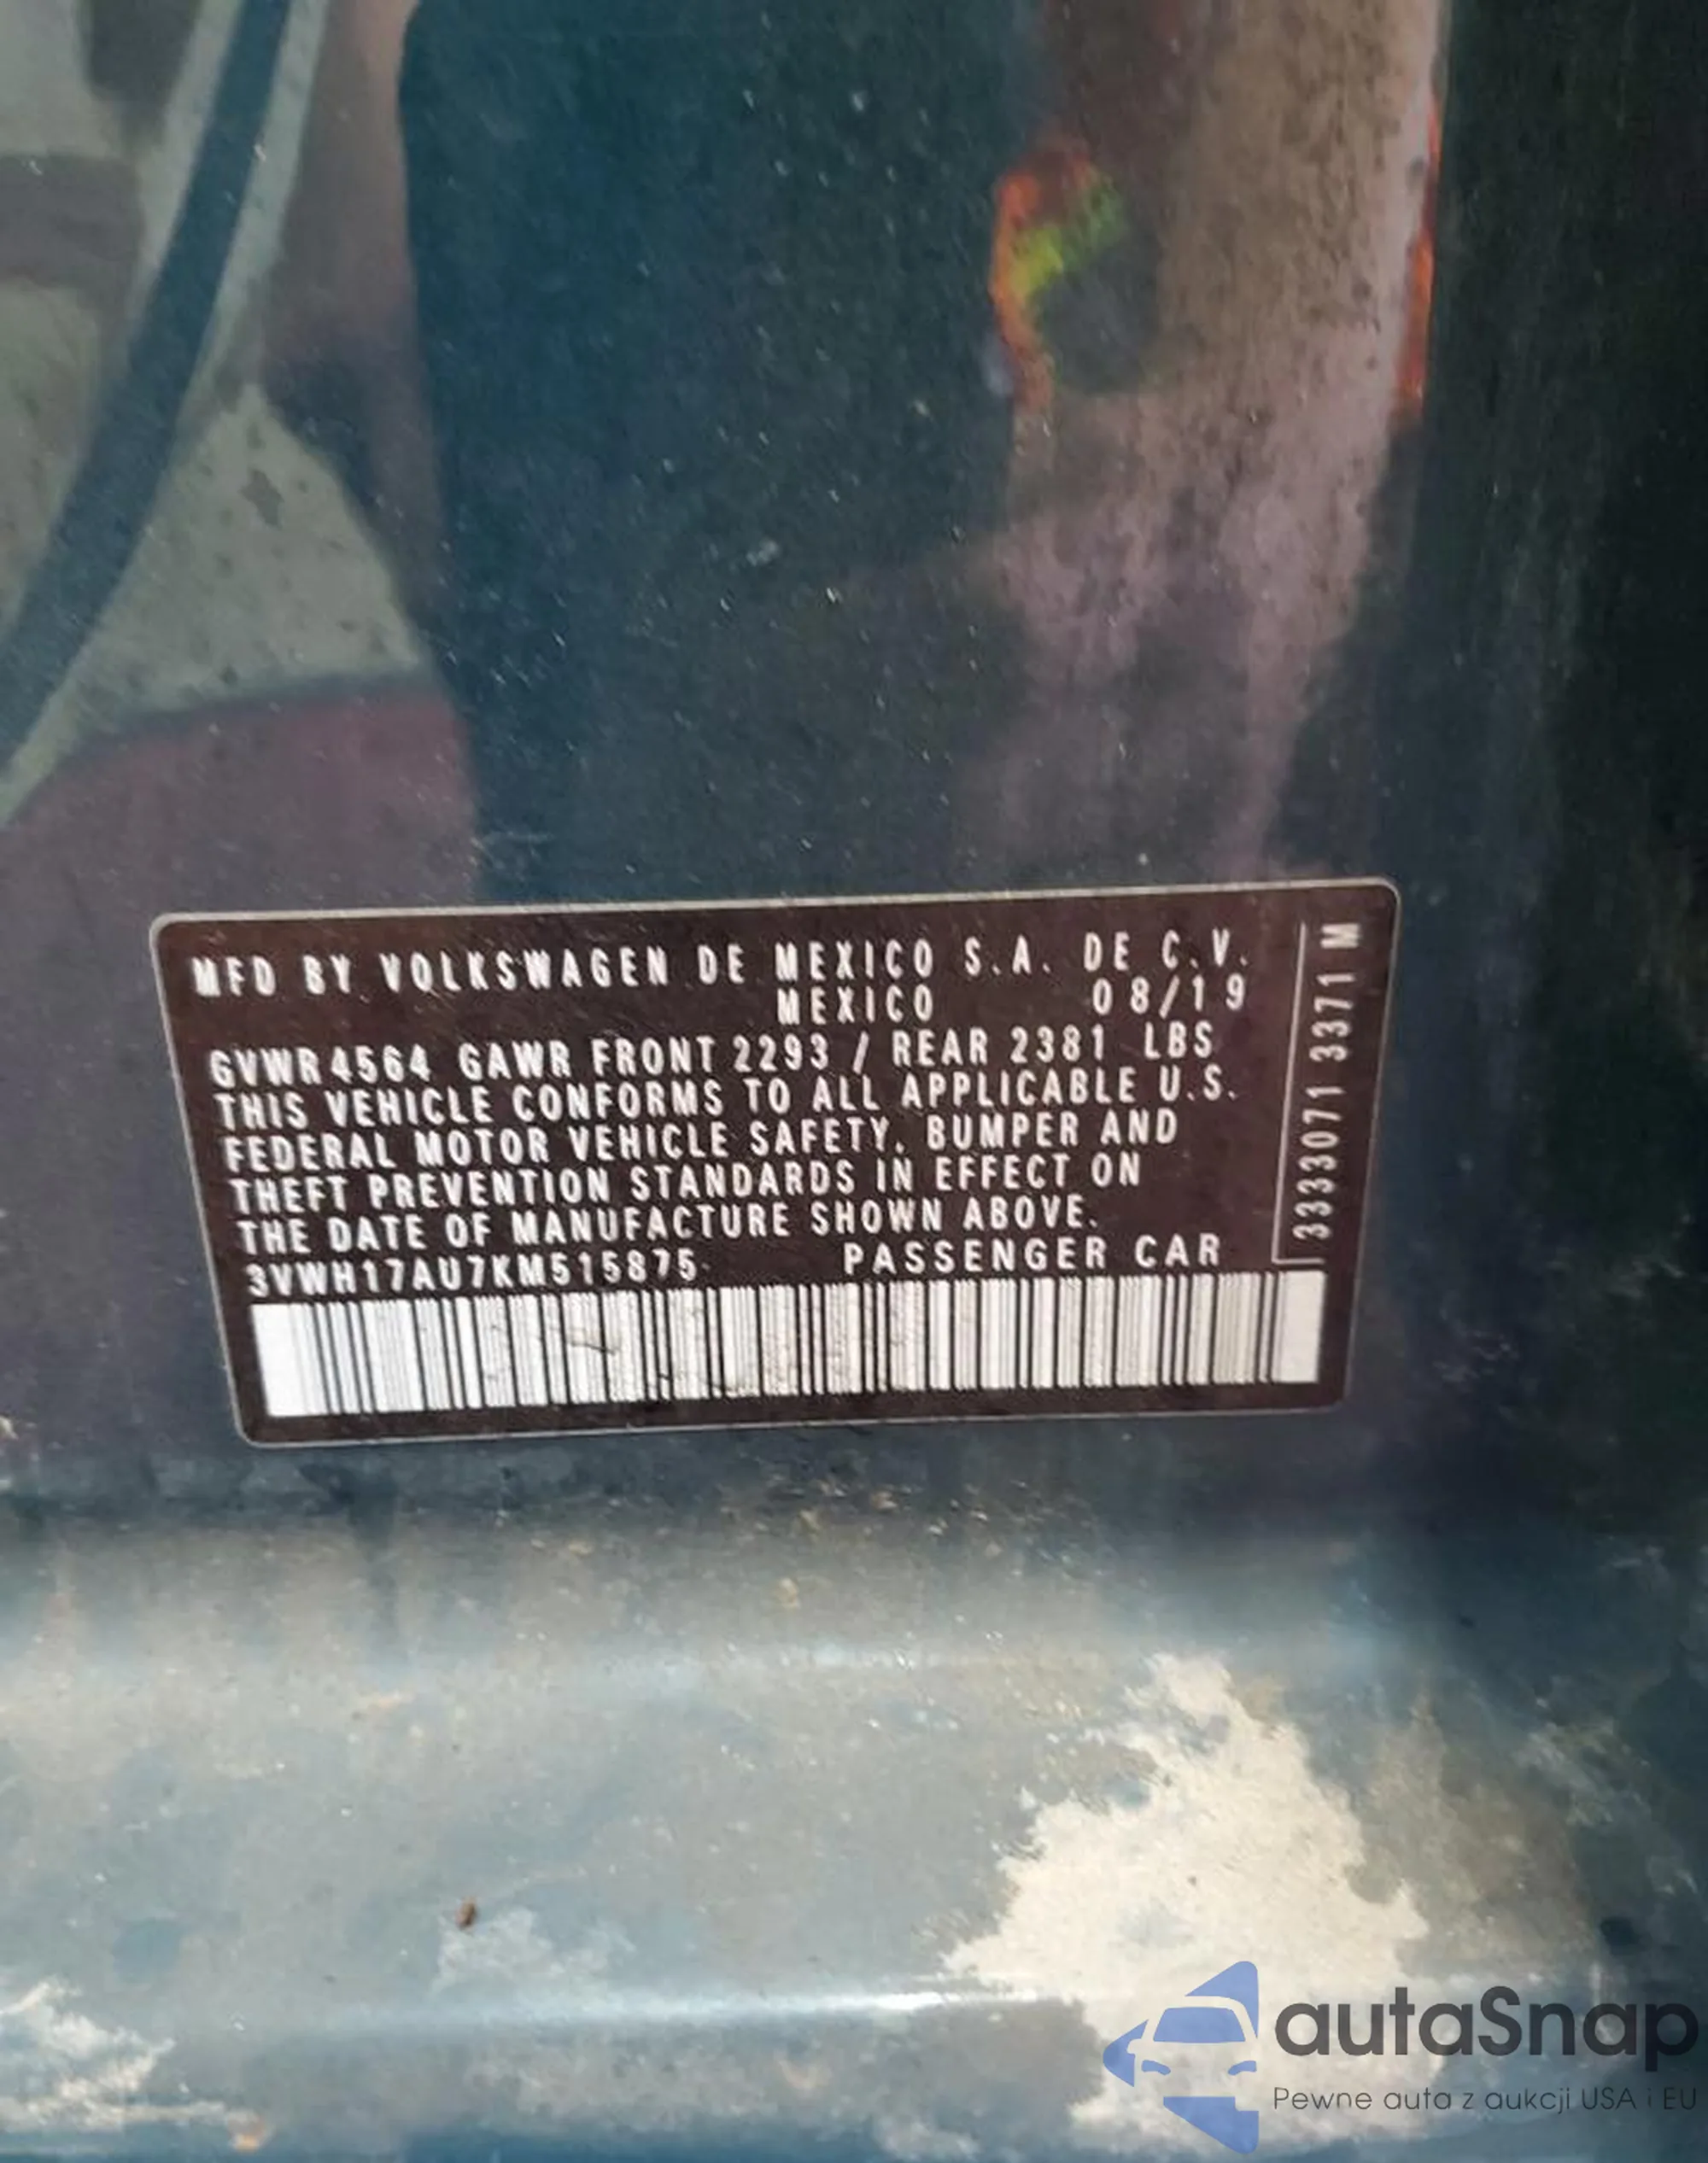 MFD BY VOLKSWAGEN DE MEXICO S.A. DE C.V.
MEXICO 08/19
GVWR 4564 GAWR FRONT 2293 / REAR 2381 LBS
THIS VEHICLE CONFORMS TO ALL APPLICABLE U.S.
FEDERAL MOTOR VEHICLE SAFETY, BUMPER AND
THEFT PREVENTION STANDARDS IN EFFECT ON
THE DATE OF MANUFACTURE SHOWN ABOVE.
3VWH17AU7KM515875 PASSENGER CAR
3333071 3371 M
autaSnap
Pewne auta z aukcji USA i EU